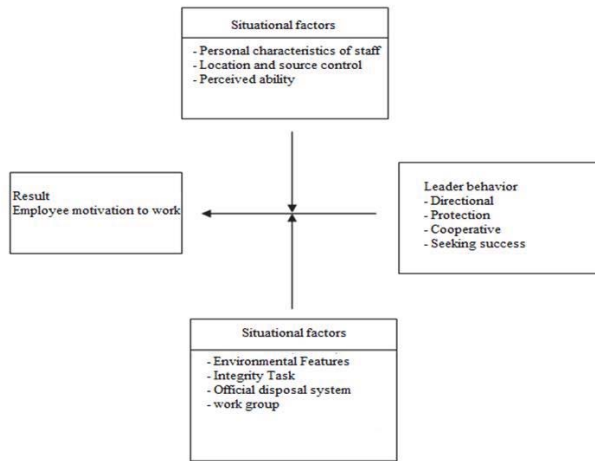 Situational factors
- Personal characteristics of staff
- Location and source control
- Perceived ability
Result
Employee motivation to work
Leader behavior
- Directional
- Protection
- Cooperative
- Seeking success
Situational factors
- Environmental Features
- Integrity Task
- Official disposal system
- work group